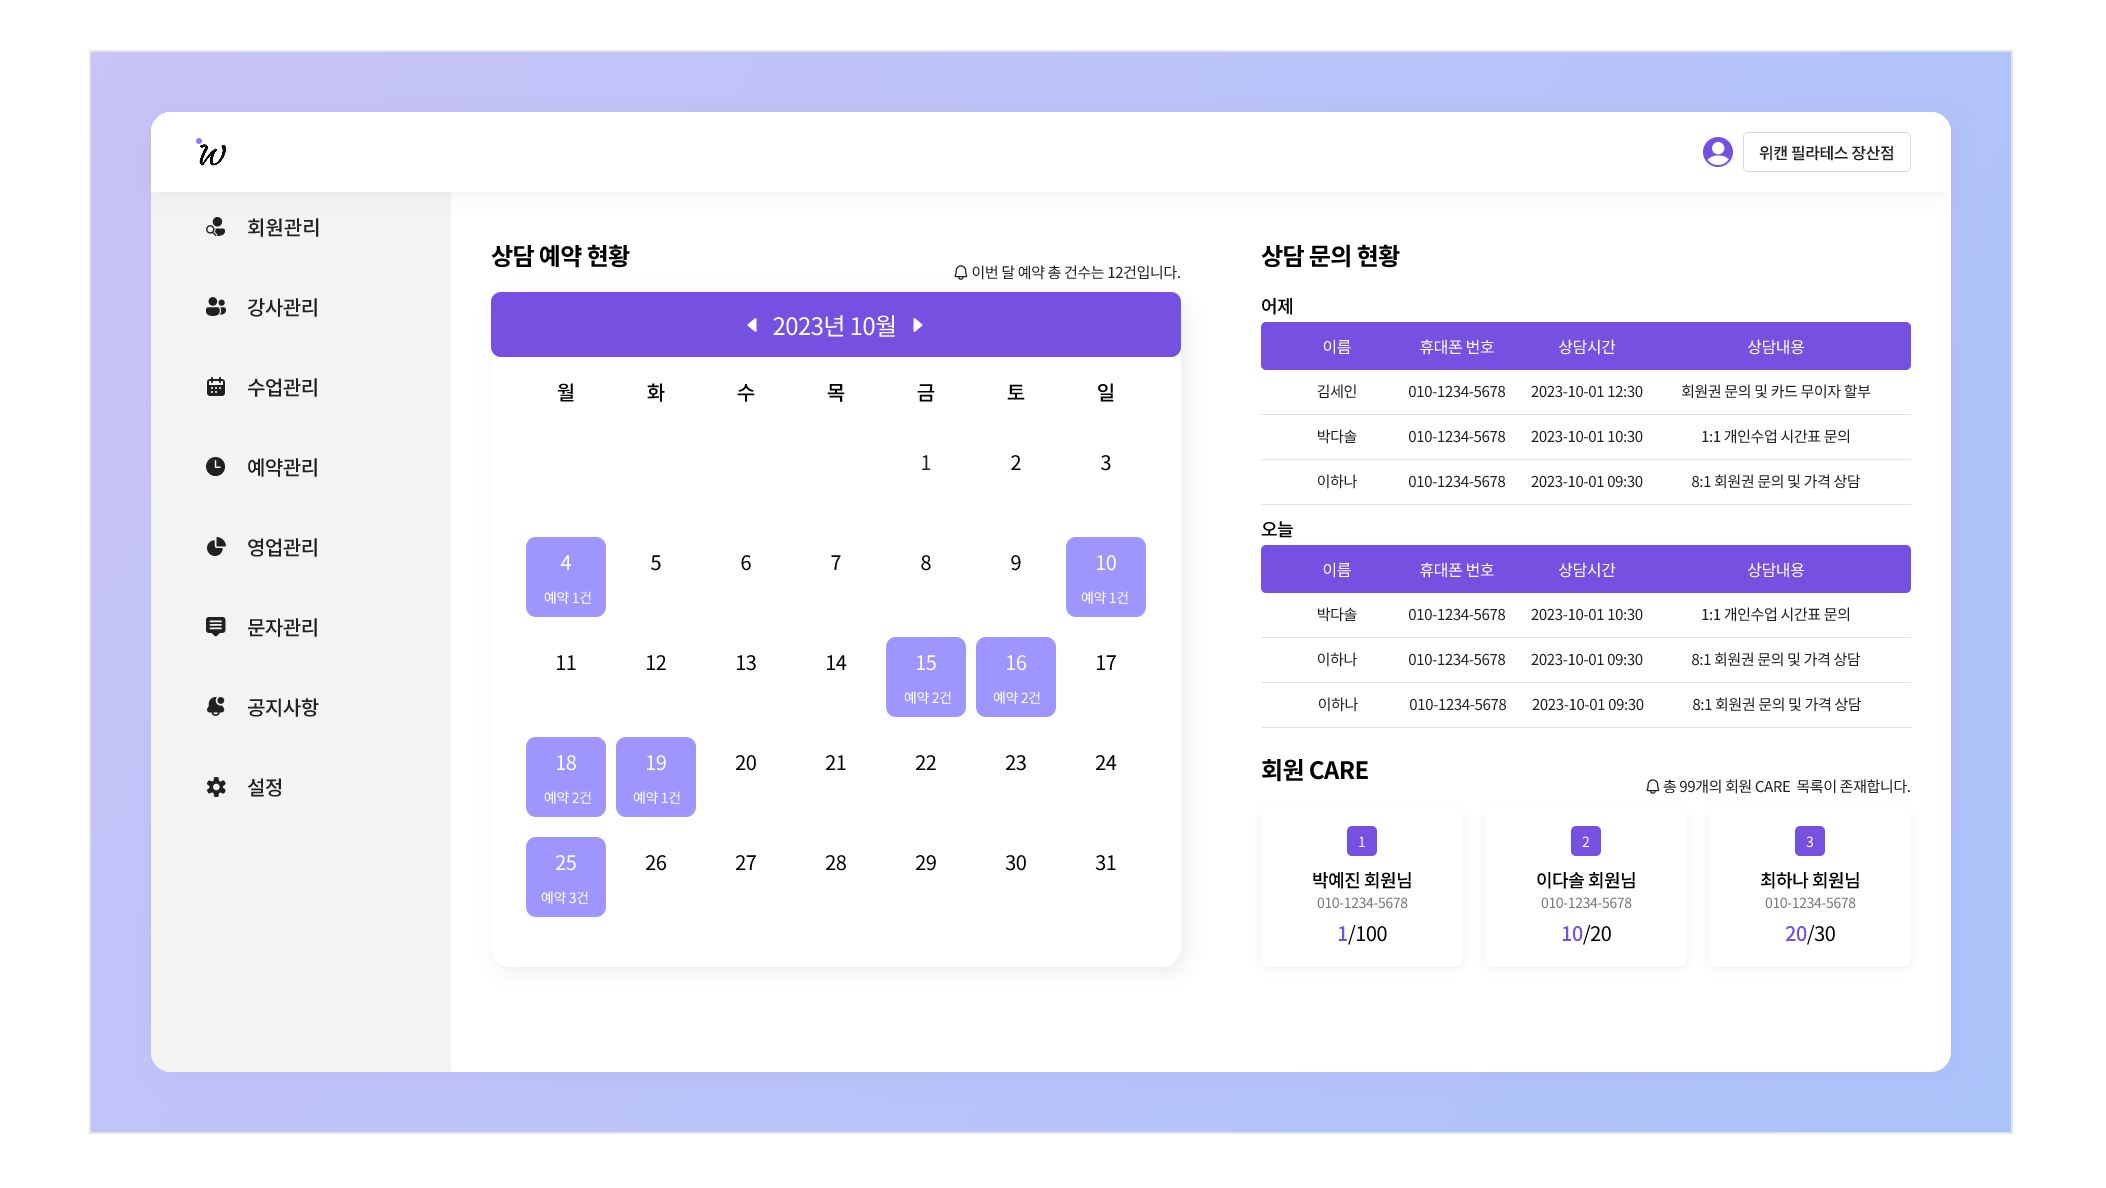 w
위캔 필라테스 장산점
회원관리
강사관리
수업관리
예약관리
영업관리
문자관리
공지사항
설정
상담 예약 현황
이번 달 예약 총 건수는 12건입니다.
2023년 10월
월 화 수 목 금 토 일
1 2 3
4 5 6 7 8 9 10
예약 1건 예약 1건
11 12 13 14 15 16 17
예약 2건 예약 2건
18 19 20 21 22 23 24
예약 2건 예약 1건
25 26 27 28 29 30 31
예약 3건
상담 문의 현황
어제
이름 휴대폰 번호 상담시간 상담내용
김세인 010-1234-5678 2023-10-01 12:30 회원권 문의 및 카드 무이자 할부
박다솔 010-1234-5678 2023-10-01 10:30 1:1 개인수업 시간표 문의
이하나 010-1234-5678 2023-10-01 09:30 8:1 회원권 문의 및 가격 상담
오늘
이름 휴대폰 번호 상담시간 상담내용
박다솔 010-1234-5678 2023-10-01 10:30 1:1 개인수업 시간표 문의
이하나 010-1234-5678 2023-10-01 09:30 8:1 회원권 문의 및 가격 상담
이하나 010-1234-5678 2023-10-01 09:30 8:1 회원권 문의 및 가격 상담
회원 CARE
총 99개의 회원 CARE 목록이 존재합니다.
1
박예진 회원님
010-1234-5678
1/100
2
이다솔 회원님
010-1234-5678
10/20
3
최하나 회원님
010-1234-5678
20/30